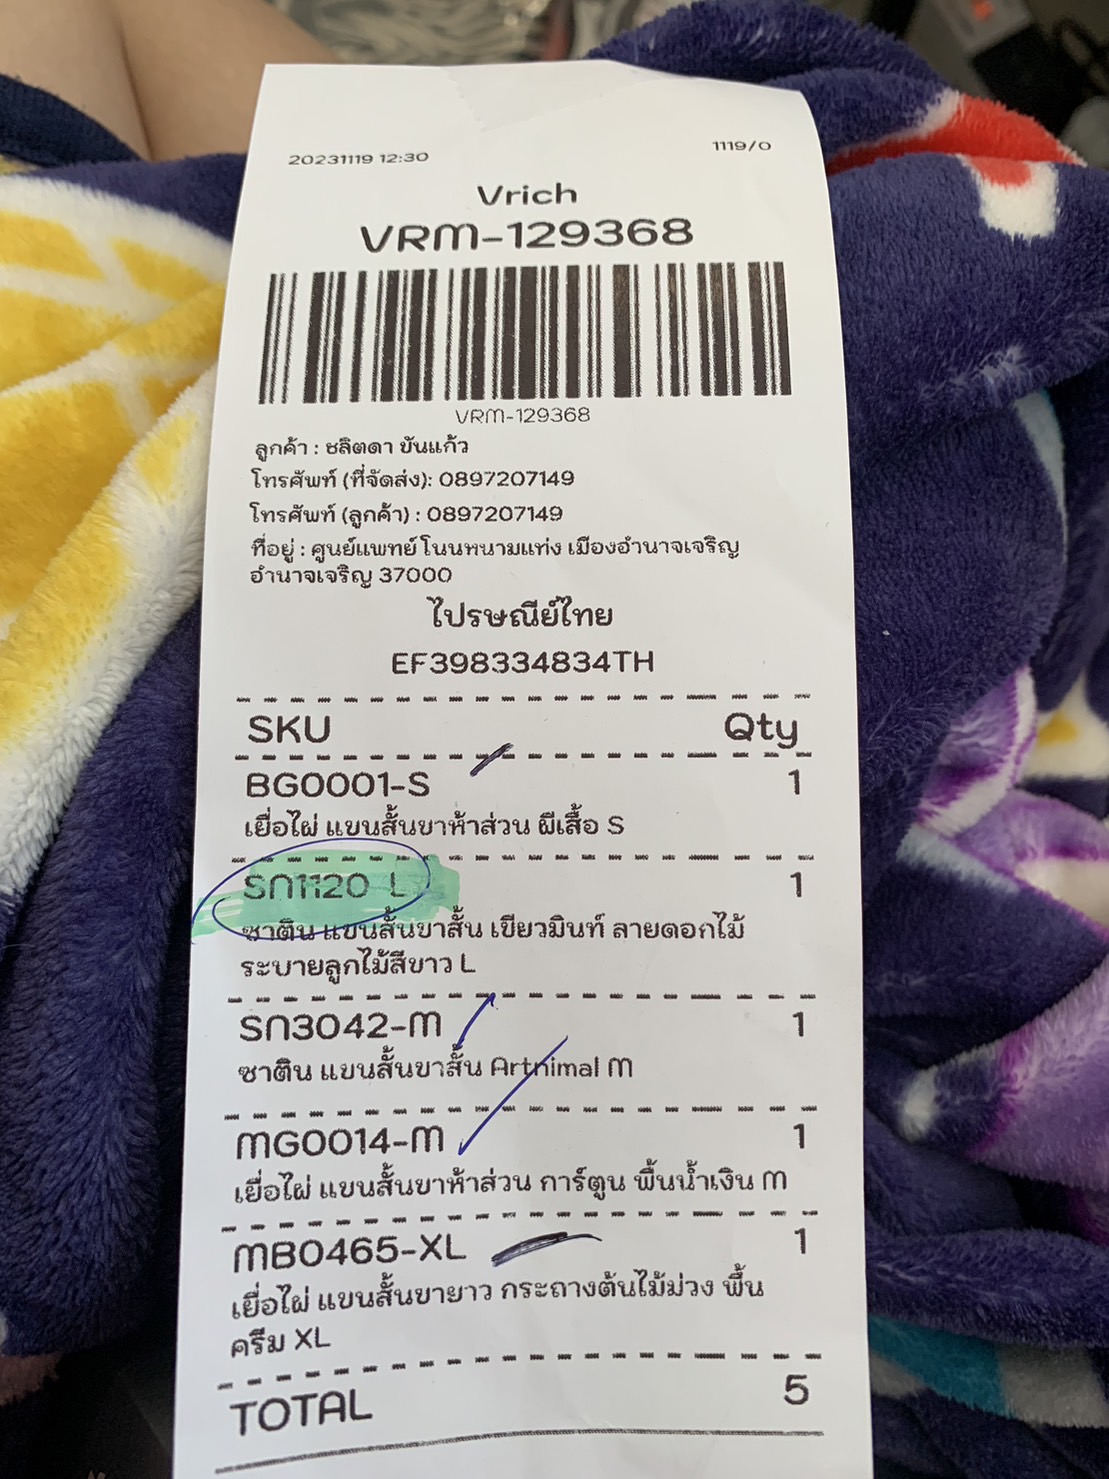 20231119 12:30
1119/0
Vrich
VRM-129368
VRM-129368
ลูกค้า : ชลิตดา ขันแก้ว
โทรศัพท์ (ที่จัดส่ง): 0897207149
โทรศัพท์ (ลูกค้า) : 0897207149
ที่อยู่ : ศูนย์แพทย์ โนนหนามแท่ง เมืองอำนาจเจริญ
อำนาจเจริญ 37000
ไปรษณีย์ไทย
EF398334834TH
SKU Qty
BG0001-S 1
เยื่อไผ่ แขนสั้นขาห้าส่วน ผีเสื้อ S
SN1120 L 1
ซาติน แขนสั้นขาสั้น เขียวมินท์ ลายดอกไม้
ระบายลูกไม้สีขาว L
SN3042-M 1
ซาติน แขนสั้นขาสั้น Artnimal M
MG0014-M 1
เยื่อไผ่ แขนสั้นขาห้าส่วน การ์ตูน พื้นน้ำเงิน M
MB0465-XL 1
เยื่อไผ่ แขนสั้นขายาว กระถางต้นไม้ม่วง พื้น
ครีม XL
TOTAL 5